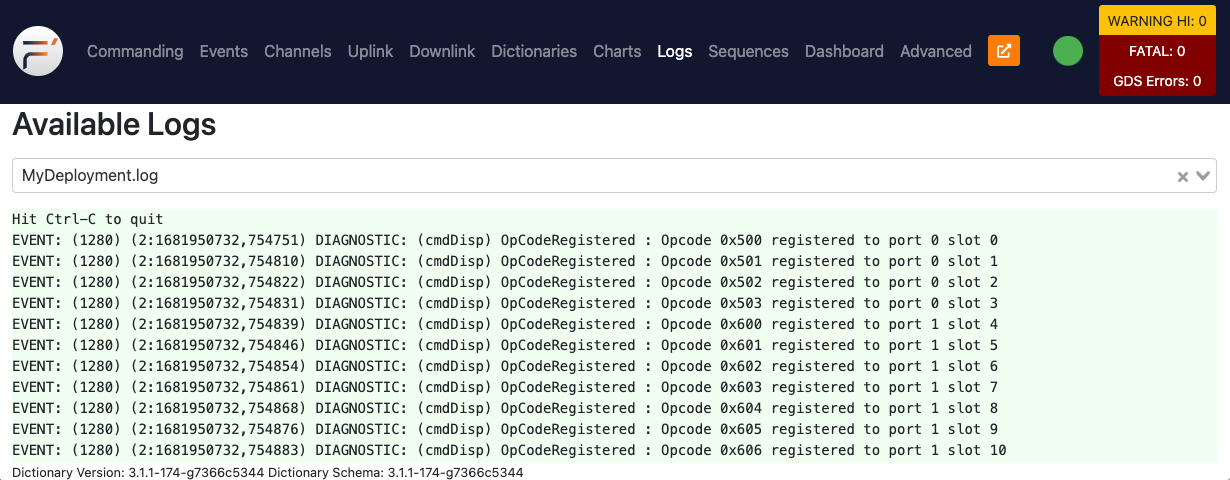 Commanding Events Channels Uplink Downlink Dictionaries Charts Logs Sequences Dashboard Advanced
WARNING HI: 0
FATAL: 0
GDS Errors: 0
Available Logs
MyDeployment.log
Hit Ctrl-C to quit
EVENT: (1280) (2:1681950732,754751) DIAGNOSTIC: (cmdDisp) OpCodeRegistered : Opcode 0x500 registered to port 0 slot 0
EVENT: (1280) (2:1681950732,754810) DIAGNOSTIC: (cmdDisp) OpCodeRegistered : Opcode 0x501 registered to port 0 slot 1
EVENT: (1280) (2:1681950732,754822) DIAGNOSTIC: (cmdDisp) OpCodeRegistered : Opcode 0x502 registered to port 0 slot 2
EVENT: (1280) (2:1681950732,754831) DIAGNOSTIC: (cmdDisp) OpCodeRegistered : Opcode 0x503 registered to port 0 slot 3
EVENT: (1280) (2:1681950732,754839) DIAGNOSTIC: (cmdDisp) OpCodeRegistered : Opcode 0x600 registered to port 1 slot 4
EVENT: (1280) (2:1681950732,754846) DIAGNOSTIC: (cmdDisp) OpCodeRegistered : Opcode 0x601 registered to port 1 slot 5
EVENT: (1280) (2:1681950732,754854) DIAGNOSTIC: (cmdDisp) OpCodeRegistered : Opcode 0x602 registered to port 1 slot 6
EVENT: (1280) (2:1681950732,754861) DIAGNOSTIC: (cmdDisp) OpCodeRegistered : Opcode 0x603 registered to port 1 slot 7
EVENT: (1280) (2:1681950732,754868) DIAGNOSTIC: (cmdDisp) OpCodeRegistered : Opcode 0x604 registered to port 1 slot 8
EVENT: (1280) (2:1681950732,754876) DIAGNOSTIC: (cmdDisp) OpCodeRegistered : Opcode 0x605 registered to port 1 slot 9
EVENT: (1280) (2:1681950732,754883) DIAGNOSTIC: (cmdDisp) OpCodeRegistered : Opcode 0x606 registered to port 1 slot 10
Dictionary Version: 3.1.1-174-g7366c5344 Dictionary Schema: 3.1.1-174-g7366c5344